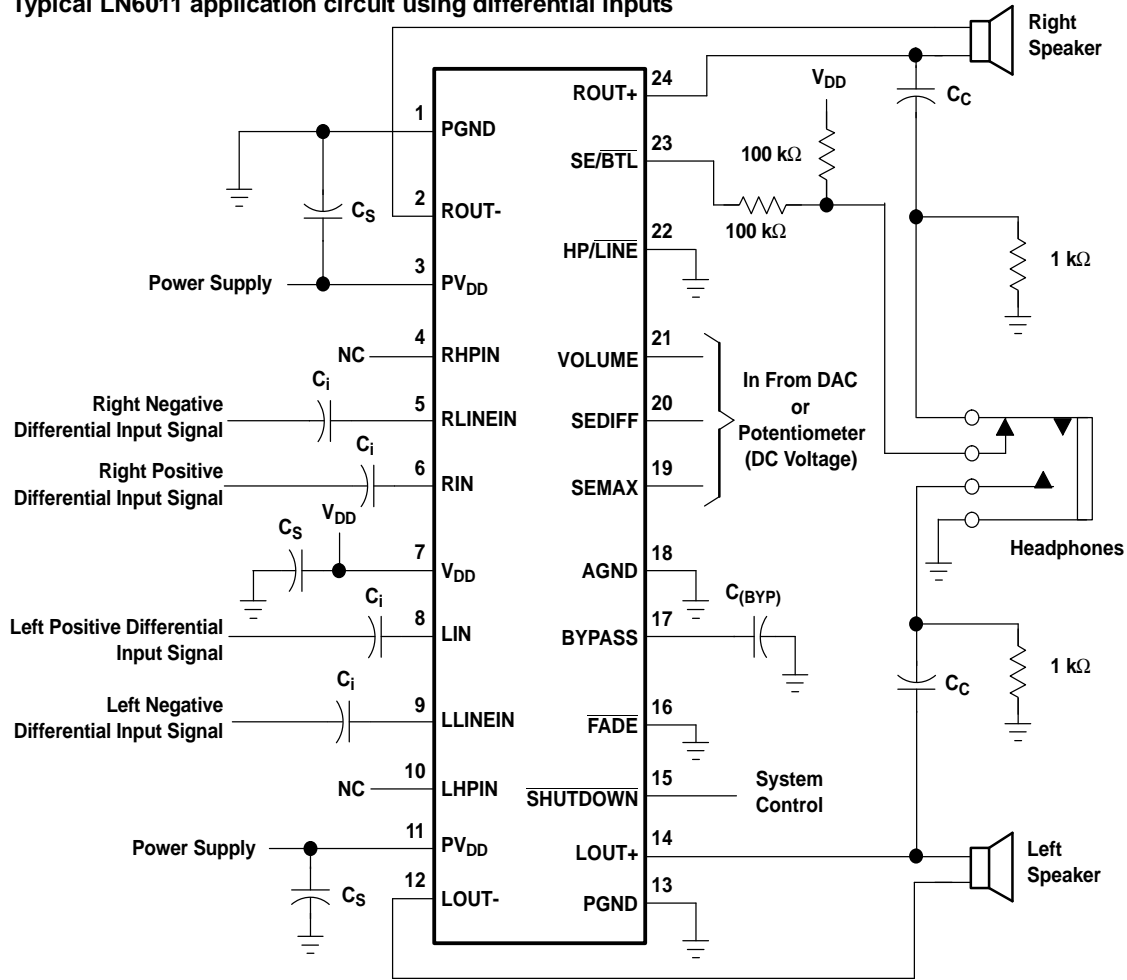 Typical LN6011 application circuit using differential inputs
Right
Speaker
24
ROUT+
VDD
CC
1
PGND
23
SE/BTL
100 kΩ
100 kΩ
2
ROUT-
CS
22
HP/LINE
1 kΩ
3
Power Supply
PVDD
4
NC
RHPIN
21
VOLUME
In From DAC
or
Potentiometer
(DC Voltage)
Ci
Right Negative
Differential Input Signal
5
RLINEIN
20
SEDIFF
Ci
Right Positive
Differential Input Signal
6
RIN
19
SEMAX
VDD
CS
7
VDD
18
AGND
Headphones
Ci
Left Positive Differential
Input Signal
8
LIN
17
BYPASS
C(BYP)
1 kΩ
CC
Ci
Left Negative
Differential Input Signal
9
LLINEIN
16
FADE
10
NC
LHPIN
15
SHUTDOWN
System
Control
11
Power Supply
PVDD
14
LOUT+
Left
Speaker
12
CS
LOUT-
13
PGND